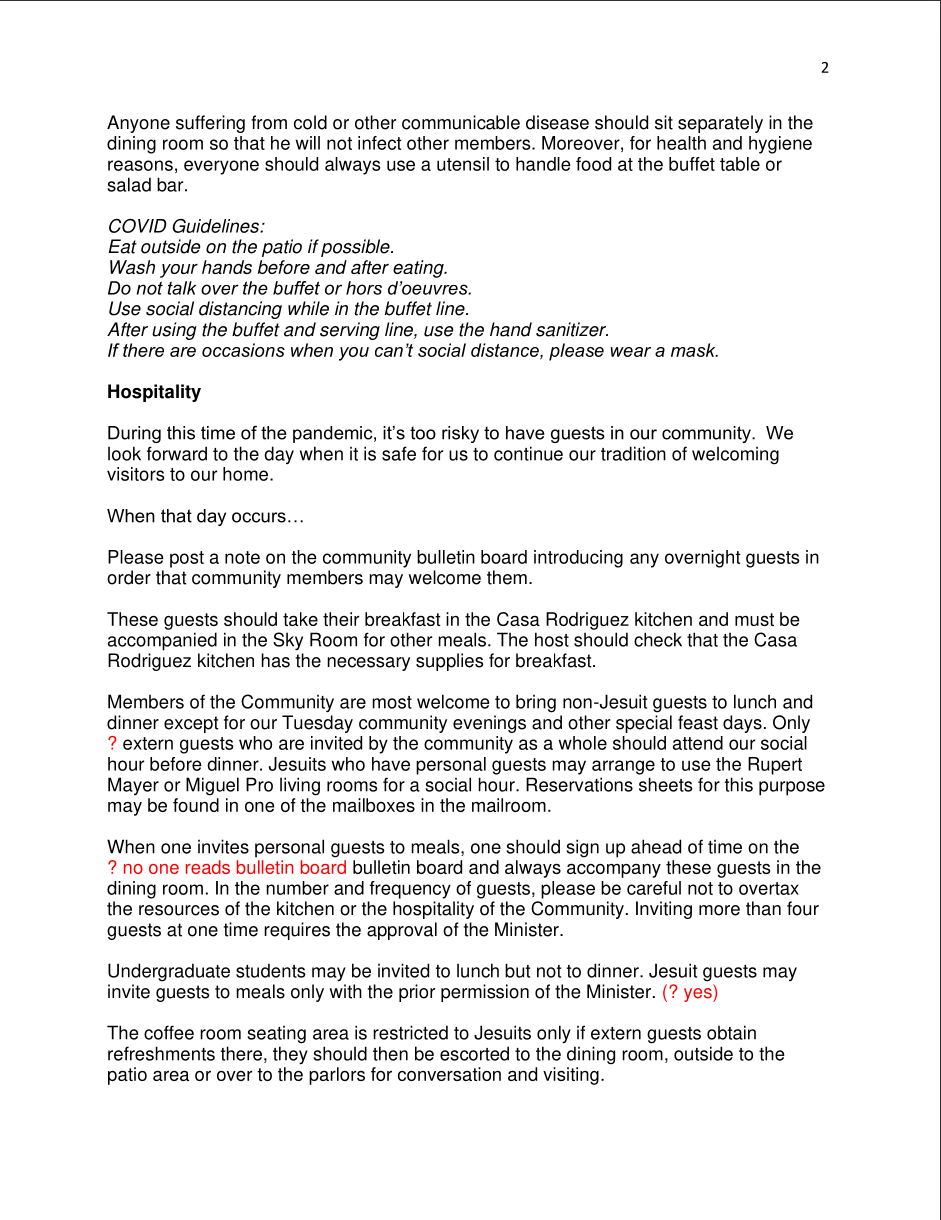 2
Anyone suffering from cold or other communicable disease should sit separately in the
dining room so that he will not infect other members. Moreover, for health and hygiene
reasons, everyone should always use a utensil to handle food at the buffet table or
salad bar.
COVID Guidelines:
Eat outside on the patio if possible.
Wash your hands before and after eating.
Do not talk over the buffet or hors d’oeuvres.
Use social distancing while in the buffet line.
After using the buffet and serving line, use the hand sanitizer.
If there are occasions when you can’t social distance, please wear a mask.
Hospitality
During this time of the pandemic, it’s too risky to have guests in our community.  We
look forward to the day when it is safe for us to continue our tradition of welcoming
visitors to our home.
When that day occurs…
Please post a note on the community bulletin board introducing any overnight guests in
order that community members may welcome them.
These guests should take their breakfast in the Casa Rodriguez kitchen and must be
accompanied in the Sky Room for other meals. The host should check that the Casa
Rodriguez kitchen has the necessary supplies for breakfast.
Members of the Community are most welcome to bring non-Jesuit guests to lunch and
dinner except for our Tuesday community evenings and other special feast days. Only
? extern guests who are invited by the community as a whole should attend our social
hour before dinner. Jesuits who have personal guests may arrange to use the Rupert
Mayer or Miguel Pro living rooms for a social hour. Reservations sheets for this purpose
may be found in one of the mailboxes in the mailroom.
When one invites personal guests to meals, one should sign up ahead of time on the
? no one reads bulletin board bulletin board and always accompany these guests in the
dining room. In the number and frequency of guests, please be careful not to overtax
the resources of the kitchen or the hospitality of the Community. Inviting more than four
guests at one time requires the approval of the Minister.
Undergraduate students may be invited to lunch but not to dinner. Jesuit guests may
invite guests to meals only with the prior permission of the Minister. (? yes)
The coffee room seating area is restricted to Jesuits only if extern guests obtain
refreshments there, they should then be escorted to the dining room, outside to the
patio area or over to the parlors for conversation and visiting.